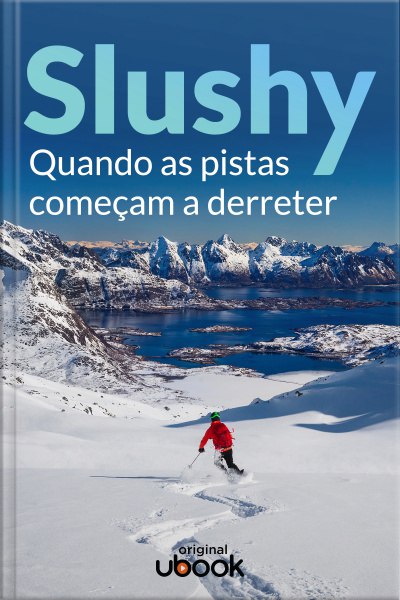 Slushy
Quando as pistas
começam a derreter
original
ubook